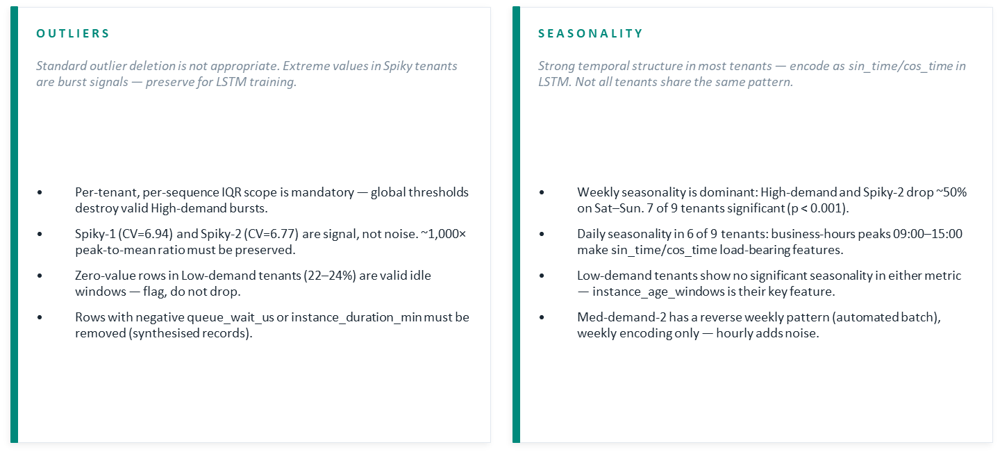 OUTLIERS
Standard outlier deletion is not appropriate. Extreme values in Spiky tenants
are burst signals — preserve for LSTM training.
• Per-tenant, per-sequence IQR scope is mandatory — global thresholds
destroy valid High-demand bursts.
• Spiky-1 (CV=6.94) and Spiky-2 (CV=6.77) are signal, not noise. ~1,000×
peak-to-mean ratio must be preserved.
• Zero-value rows in Low-demand tenants (22–24%) are valid idle
windows — flag, do not drop.
• Rows with negative queue_wait_us or instance_duration_min must be
removed (synthesised records).
SEASONALITY
Strong temporal structure in most tenants — encode as sin_time/cos_time in
LSTM. Not all tenants share the same pattern.
• Weekly seasonality is dominant: High-demand and Spiky-2 drop ~50%
on Sat–Sun. 7 of 9 tenants significant (p < 0.001).
• Daily seasonality in 6 of 9 tenants: business-hours peaks 09:00–15:00
make sin_time/cos_time load-bearing features.
• Low-demand tenants show no significant seasonality in either metric
— instance_age_windows is their key feature.
• Med-demand-2 has a reverse weekly pattern (automated batch),
weekly encoding only — hourly adds noise.